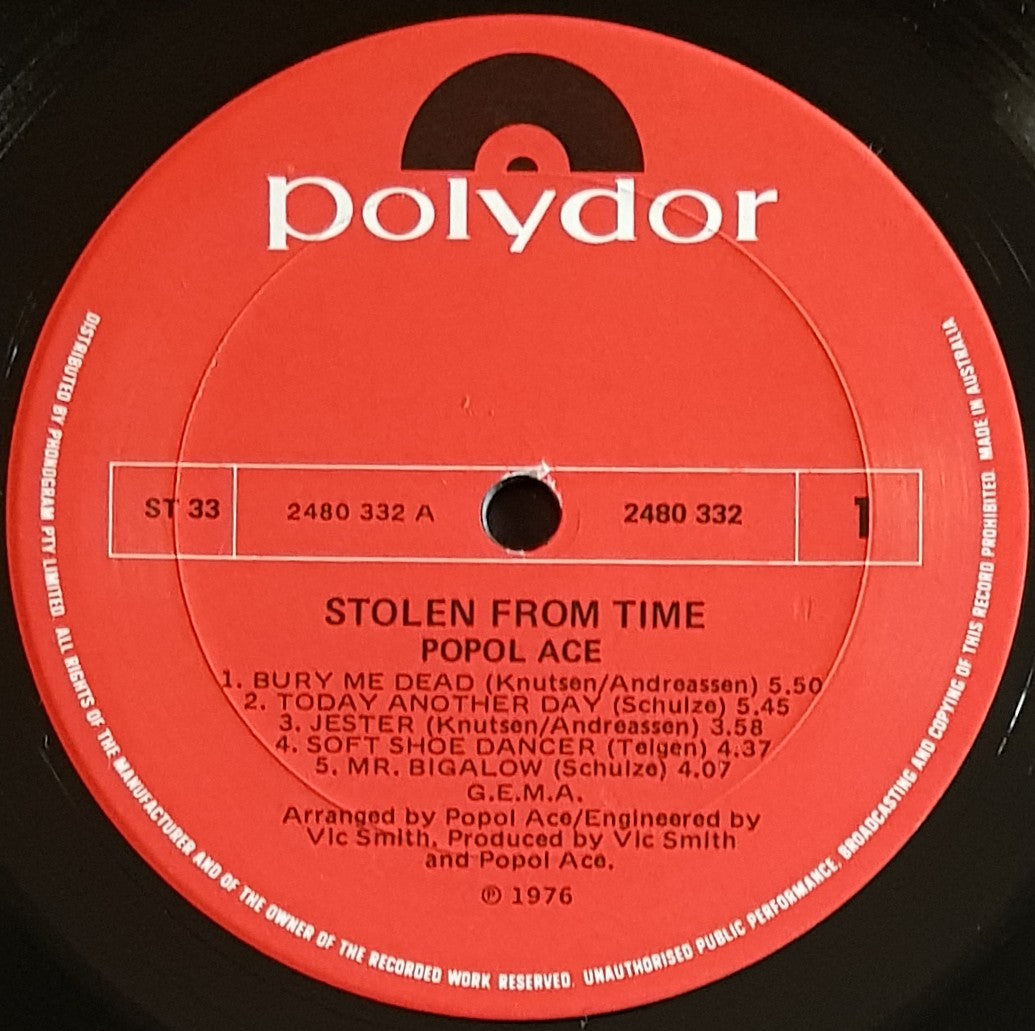 polydor
ST 33 2480 332 A 2480 332 1
STOLEN FROM TIME
POPOL ACE
1. BURY ME DEAD (Knutsen/Andreassen) 5.50
2. TODAY ANOTHER DAY (Schulze) 5.45
3. JESTER (Knutsen/Andreassen) 3.58
4. SOFT SHOE DANCER (Telgen) 4.37
5. MR. BIGALOW (Schulze) 4.07
G.E.M.A.
Arranged by Popol Ace/Engineered by
Vic Smith. Produced by Vic Smith
and Popol Ace.
℗ 1976
DISTRIBUTED BY PHONOGRAM PTY LIMITED. ALL RIGHTS OF THE MANUFACTURER AND OF THE OWNER OF THE RECORDED WORK RESERVED. UNAUTHORISED PUBLIC PERFORMANCE, BROADCASTING AND COPYING OF THIS RECORD PROHIBITED. MADE IN AUSTRALIA